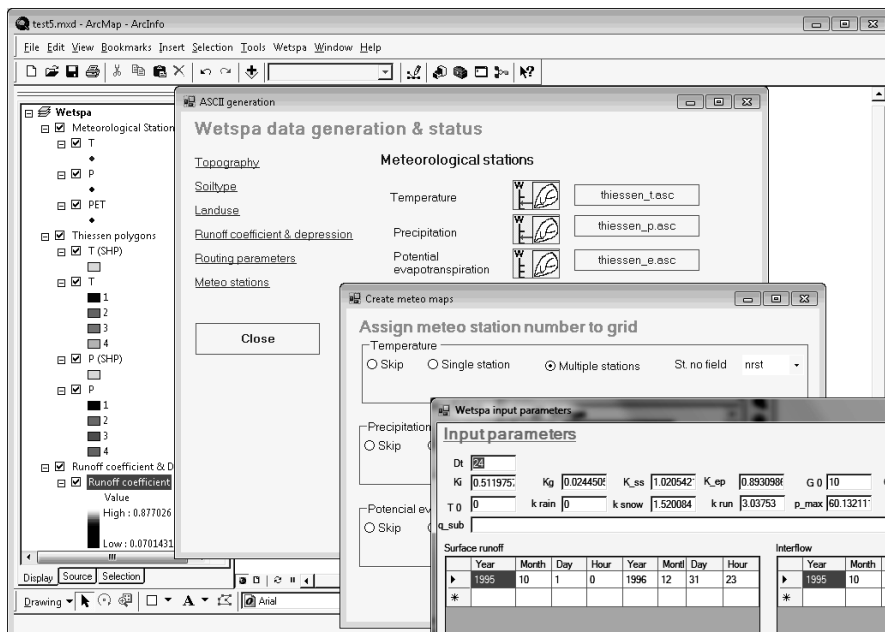 test5.mxd - ArcMap - ArcInfo
File Edit View Bookmarks Insert Selection Tools Wetspa Window Help
Wetspa
Meteorological Station
T
P
PET
Thiessen polygons
T (SHP)
T
1
2
3
4
P (SHP)
P
1
2
3
4
Runoff coefficient & D
Runoff coefficient
Value
High : 0.877026
Low : 0.0701431
Display Source Selection
Drawing A Arial
ASCII generation
Wetspa data generation & status
Topography
Soiltype
Landuse
Runoff coefficient & depression
Routing parameters
Meteo stations
Close
Meteorological stations
Temperature W thiessen_t.asc
Precipitation W thiessen_p.asc
Potential
evapotranspiration W thiessen_e.asc
Create meteo maps
Assign meteo station number to grid
Temperature
Skip Single station Multiple stations St. no field nrst
Precipitation
Skip
Potencial ev
Skip
Wetspa input parameters
Input parameters
Dt 24
Ki 0.511975 Kg 0.024450 K_ss 1.020542 K_ep 0.893098 G 0 10
T 0 0 k rain 0 k snow 1.520084 k run 3.03753 p_max 60.13211
q_sub
Surface runoff
Year Month Day Hour Year Montl Day Hour
1995 10 1 0 1996 12 31 23
Interflow
Year Month
1995 10